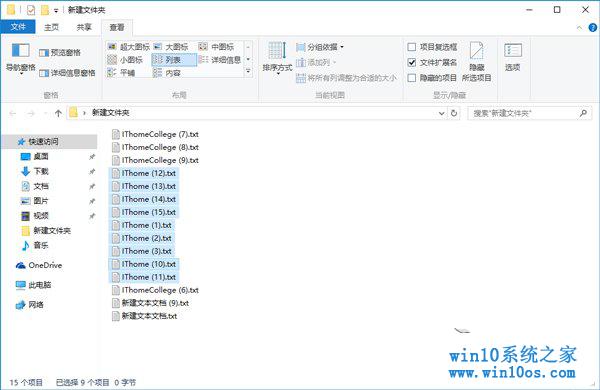 新建文件夹
文件 主页 共享 查看
导航窗格 预览窗格 详细信息窗格
超大图标 大图标 中图标
小图标 列表 详细信息
平铺 内容
排序方式 分组依据
添加列
将所有列调整为合适的大小
项目复选框
文件扩展名
隐藏的项目
隐藏
所选项目
选项
窗格 布局 当前视图 显示/隐藏
新建文件夹 搜索"新建文件夹"
快速访问
桌面
下载
文档
图片
视频
新建文件夹
音乐
OneDrive
此电脑
网络
IThomeCollege (7).txt
IThomeCollege (8).txt
IThomeCollege (9).txt
IThome (12).txt
IThome (13).txt
IThome (14).txt
IThome (15).txt
IThome (1).txt
IThome (2).txt
IThome (3).txt
IThome (10).txt
IThome (11).txt
IThomeCollege (6).txt
新建文本文档 (9).txt
新建文本文档.txt
15 个项目 已选择 9 个项目 0 字节
win10系统之家
www.win10os.com